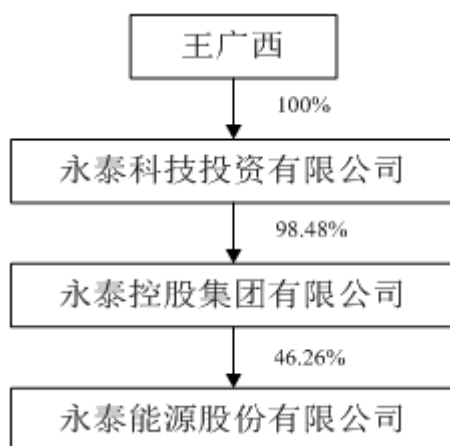 王广西
100%
永泰科技投资有限公司
98.48%
永泰控股集团有限公司
46.26%
永泰能源股份有限公司